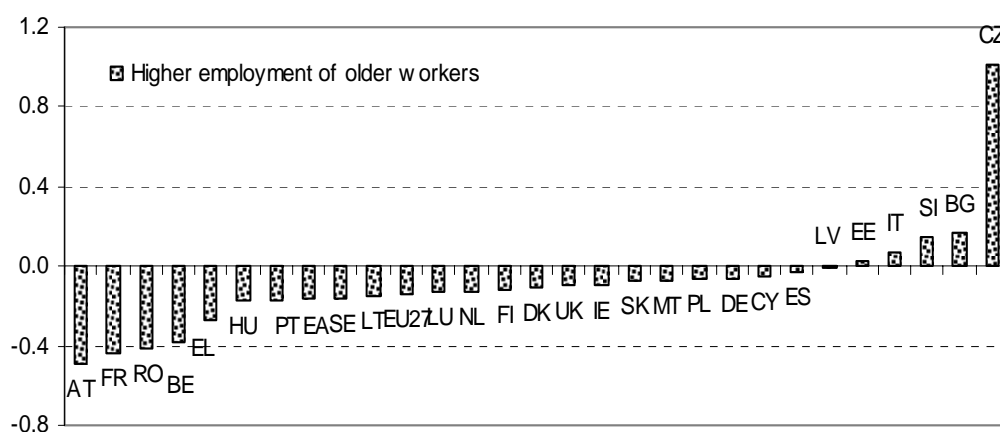 1.2
CZ
Higher employment of older workers
0.8
0.4
LV EE IT SI BG
0.0
HU PT EA SE LT EU27 LU NL FI DK UK IE SK MT PL DE CY ES
EL
-0.4
AT FR RO BE
-0.8